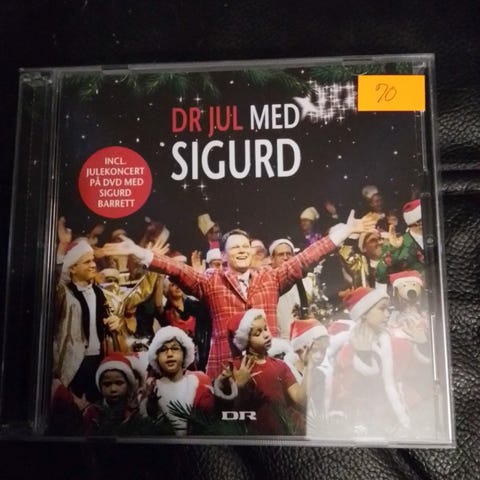 70
DR JUL MED
SIGURD
INCL.
JULEKONCERT
PÅ DVD MED
SIGURD
BARRETT
DR